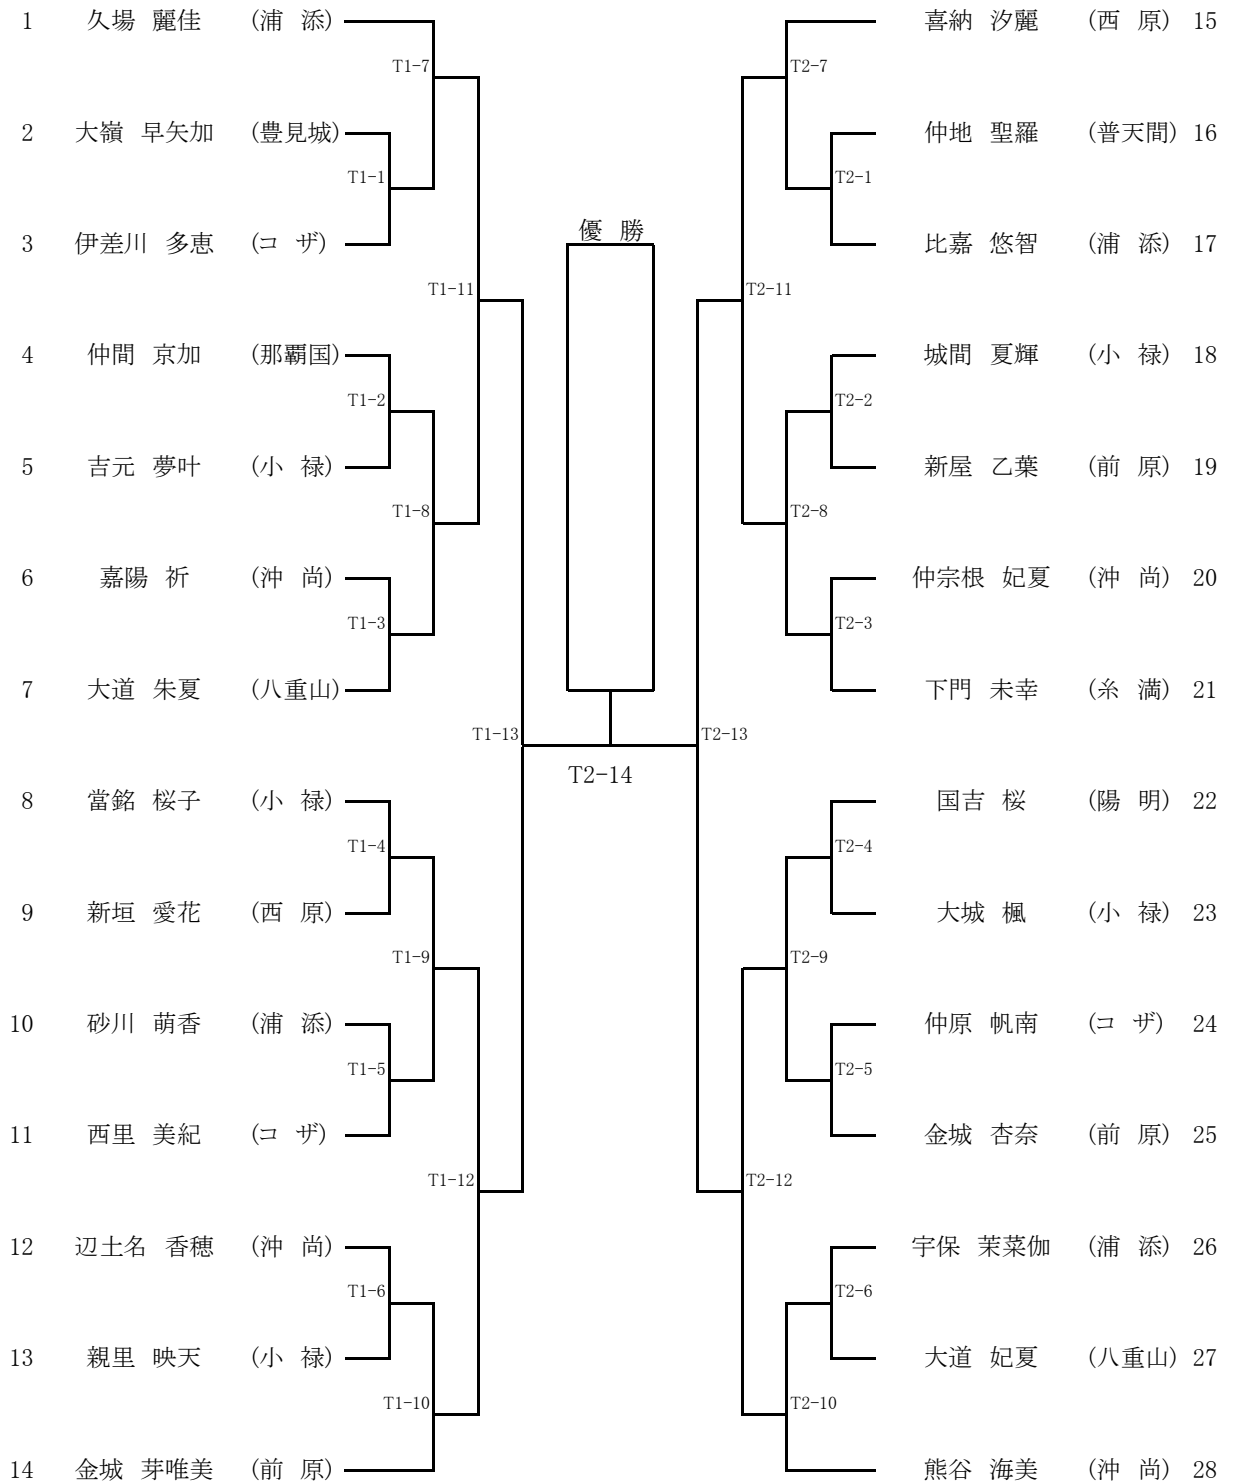 1 久場 麗佳 (浦 添)
T1-7
2 大嶺 早矢加 (豊見城)
T1-1
3 伊差川 多恵 (コ ザ)
T1-11
4 仲間 京加 (那覇国)
T1-2
5 吉元 夢叶 (小 禄)
T1-8
6 嘉陽 祈 (沖 尚)
T1-3
7 大道 朱夏 (八重山)
T1-13
8 當銘 桜子 (小 禄)
T1-4
9 新垣 愛花 (西 原)
T1-9
10 砂川 萌香 (浦 添)
T1-5
11 西里 美紀 (コ ザ)
T1-12
12 辺土名 香穂 (沖 尚)
T1-6
13 親里 映天 (小 禄)
T1-10
14 金城 芽唯美 (前 原)
優 勝
T2-14
喜納 汐麗 (西 原) 15
T2-7
仲地 聖羅 (普天間) 16
T2-1
比嘉 悠智 (浦 添) 17
T2-11
城間 夏輝 (小 禄) 18
T2-2
新屋 乙葉 (前 原) 19
T2-8
仲宗根 妃夏 (沖 尚) 20
T2-3
下門 未幸 (糸 満) 21
T2-13
国吉 桜 (陽 明) 22
T2-4
大城 楓 (小 禄) 23
T2-9
仲原 帆南 (コ ザ) 24
T2-5
金城 杏奈 (前 原) 25
T2-12
宇保 茉菜伽 (浦 添) 26
T2-6
大道 妃夏 (八重山) 27
T2-10
熊谷 海美 (沖 尚) 28